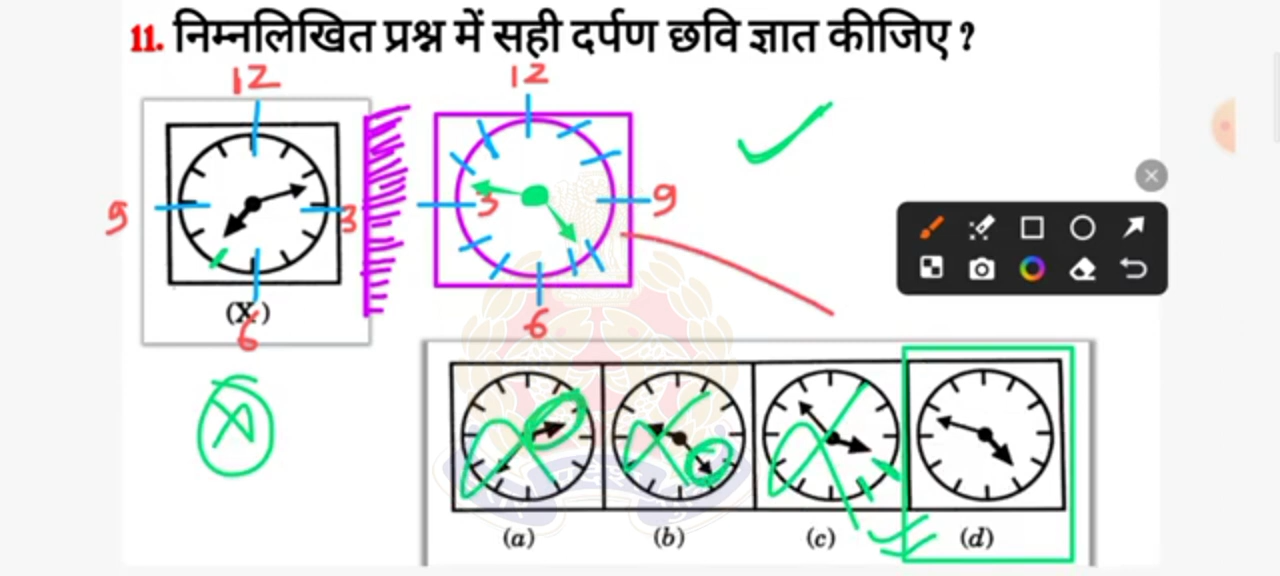 11. निम्नलिखित प्रश्न में सही दर्पण छवि ज्ञात कीजिए ?
12
12
9
3
3
9
(X)
6
6
(a) (b) (c) (d)